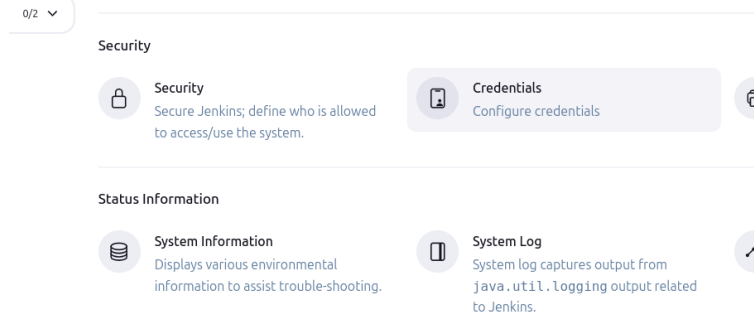 0/2
Security
Security
Secure Jenkins; define who is allowed
to access/use the system.
Credentials
Configure credentials
Status Information
System Information
Displays various environmental
information to assist trouble-shooting.
System Log
System log captures output from
java.util.logging output related
to Jenkins.